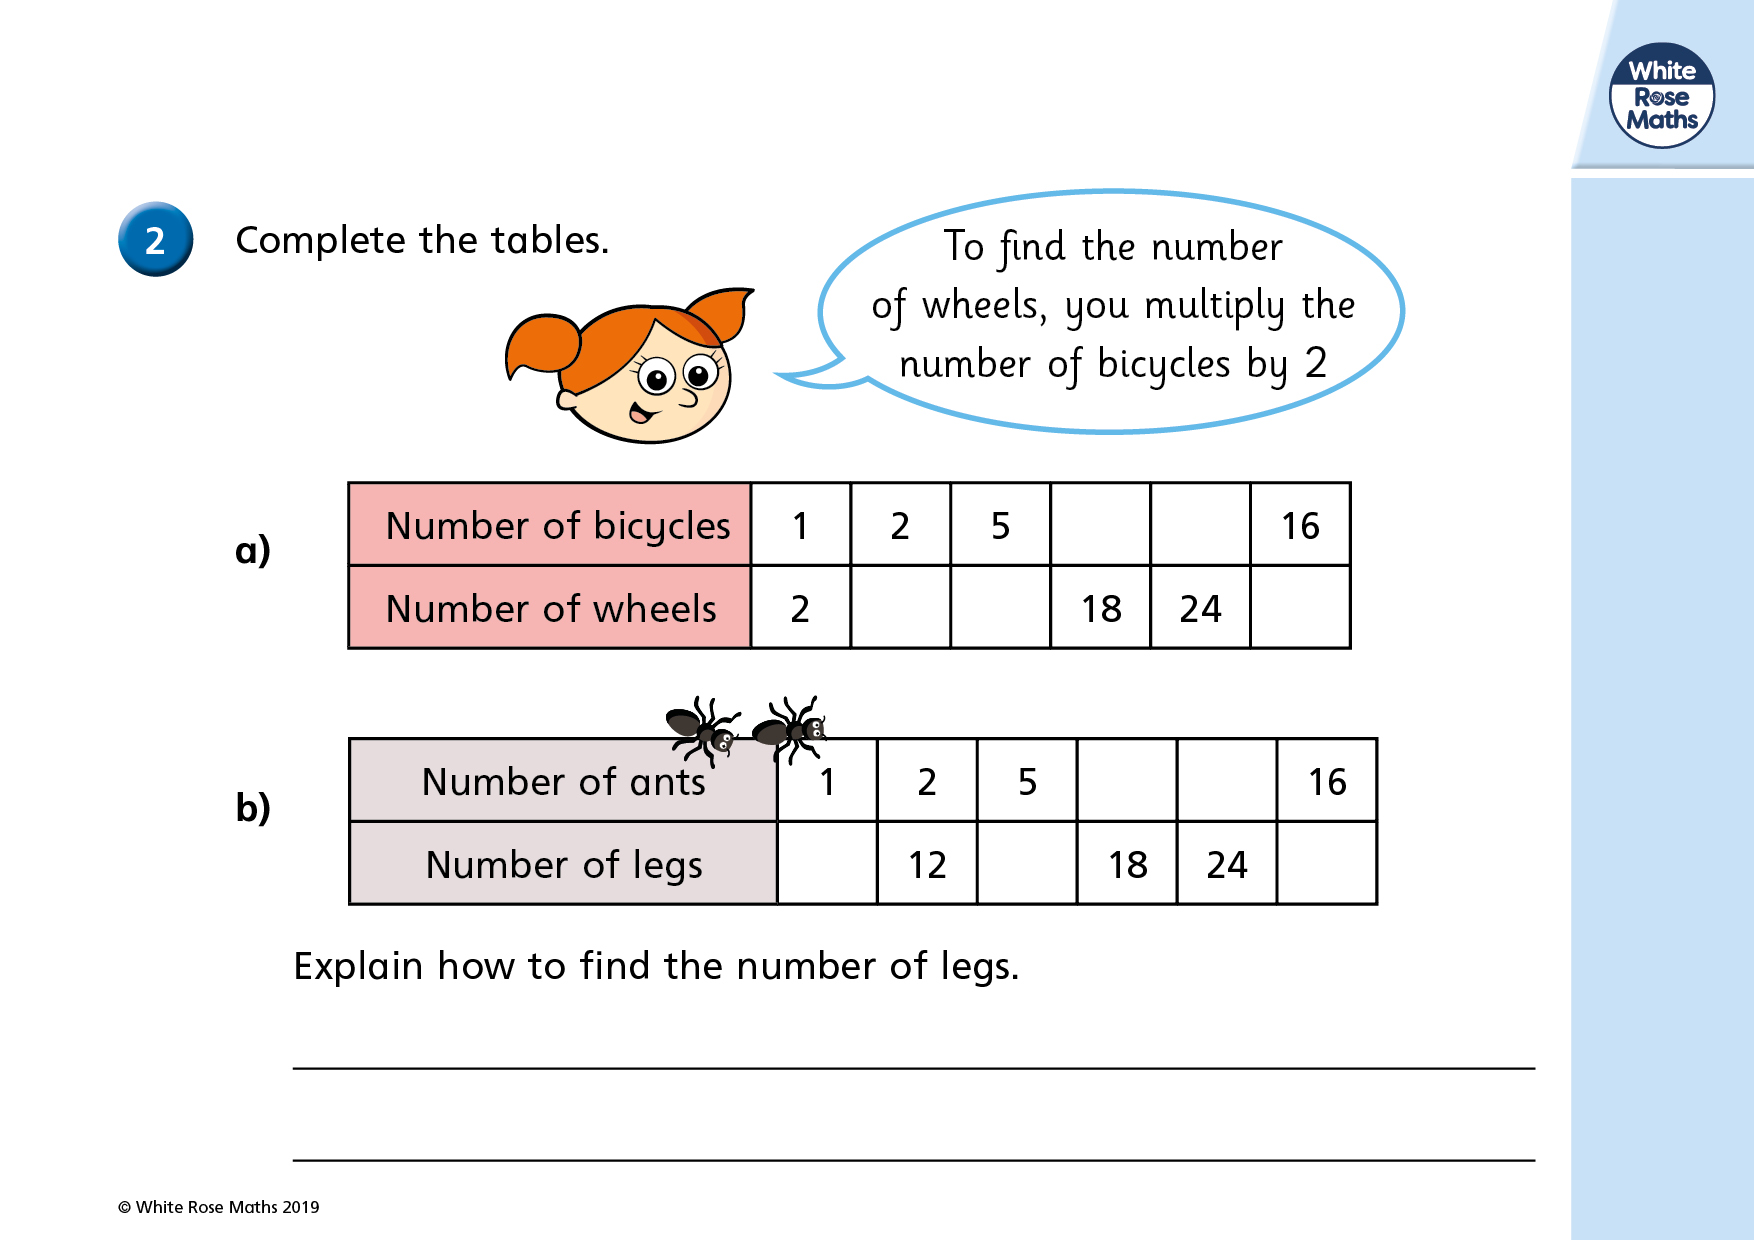 White
Rose
Maths
2 Complete the tables.
To find the number
of wheels, you multiply the
number of bicycles by 2
a)
Number of bicycles 1 2 5 16
Number of wheels 2 18 24
b)
Number of ants 1 2 5 16
Number of legs 12 18 24
Explain how to find the number of legs.
© White Rose Maths 2019